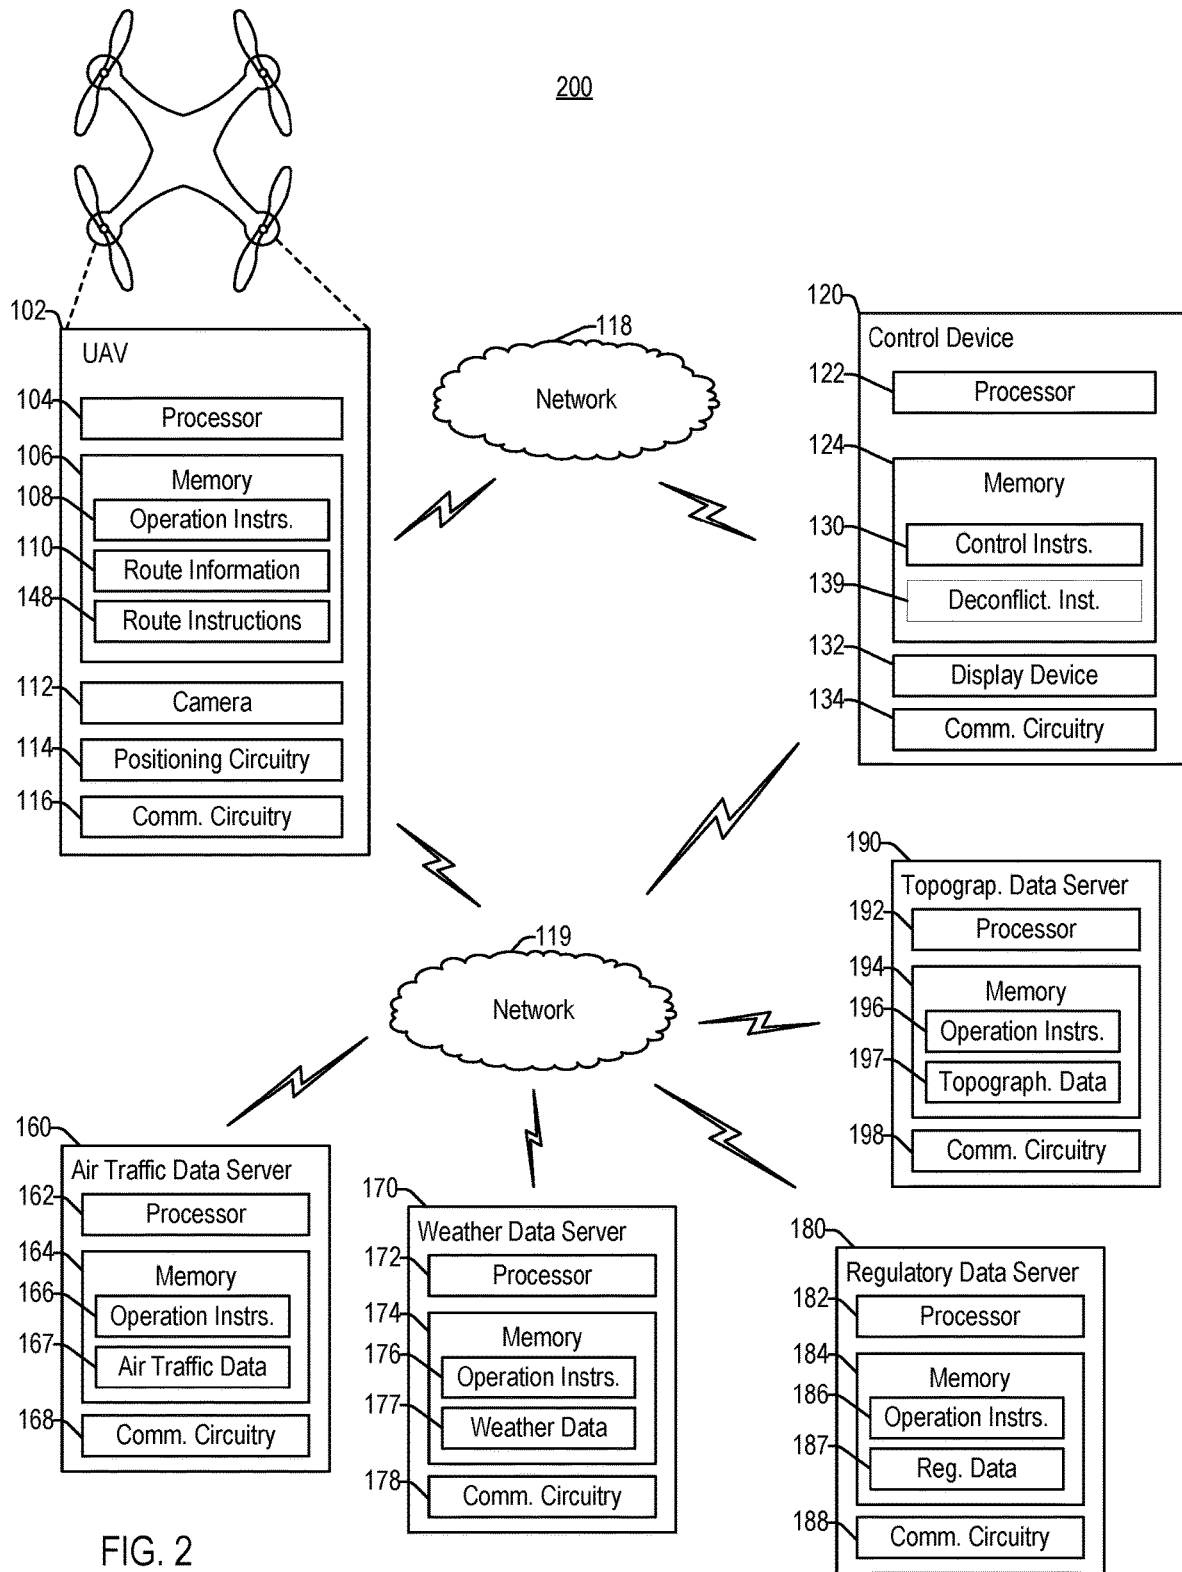 200
102
UAV
104
Processor
106
Memory
108
Operation Instrs.
110
Route Information
148
Route Instructions
112
Camera
114
Positioning Circuitry
116
Comm. Circuitry
118
Network
120
Control Device
122
Processor
124
Memory
130
Control Instrs.
139
Deconflict. Inst.
132
Display Device
134
Comm. Circuitry
119
Network
190
Topograp. Data Server
192
Processor
194
Memory
196
Operation Instrs.
197
Topograph. Data
198
Comm. Circuitry
160
Air Traffic Data Server
162
Processor
164
Memory
166
Operation Instrs.
167
Air Traffic Data
168
Comm. Circuitry
170
Weather Data Server
172
Processor
174
Memory
176
Operation Instrs.
177
Weather Data
178
Comm. Circuitry
180
Regulatory Data Server
182
Processor
184
Memory
186
Operation Instrs.
187
Reg. Data
188
Comm. Circuitry
FIG. 2